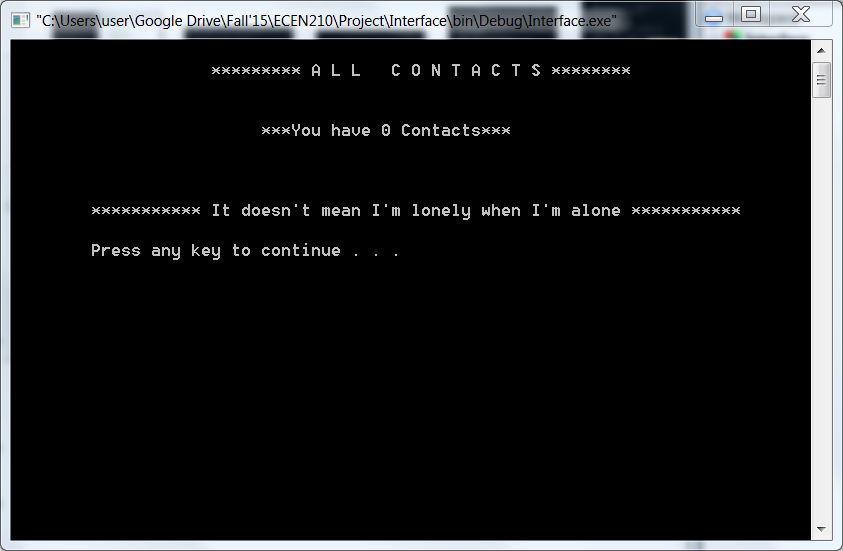 "C:\Users\user\Google Drive\Fall'15\ECEN210\Project\Interface\bin\Debug\Interface.exe"
********* A L L   C O N T A C T S ********
***You have 0 Contacts***
*********** It doesn't mean I'm lonely when I'm alone ***********
Press any key to continue . . .